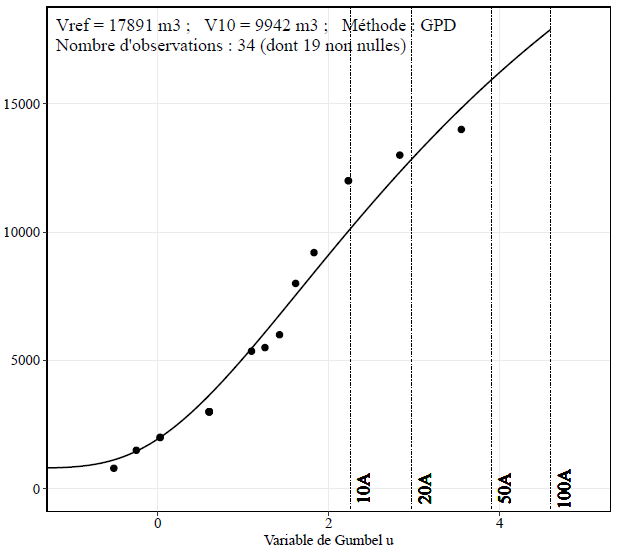 Vref = 17891 m3 ; V10 = 9942 m3 ; Méthode : GPD
Nombre d'observations : 34 (dont 19 non nulles)
15000
10000
5000
0
10A
20A
50A
100A
0
2
4
Variable de Gumbel u